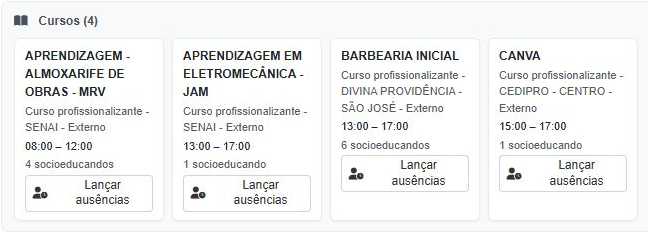 Cursos (4)
APRENDIZAGEM -
ALMOXARIFE DE
OBRAS - MRV
Curso profissionalizante -
SENAI - Externo
08:00 – 12:00
4 socioeducandos
Lançar
ausências
APRENDIZAGEM EM
ELETROMECÂNICA -
JAM
Curso profissionalizante -
SENAI - Externo
13:00 – 17:00
1 socioeducando
Lançar
ausências
BARBEARIA INICIAL
Curso profissionalizante -
DIVINA PROVIDÊNCIA -
SÃO JOSÉ - Externo
13:00 – 17:00
6 socioeducandos
Lançar
ausências
CANVA
Curso profissionalizante -
CEDIPRO - CENTRO -
Externo
15:00 – 17:00
1 socioeducando
Lançar
ausências